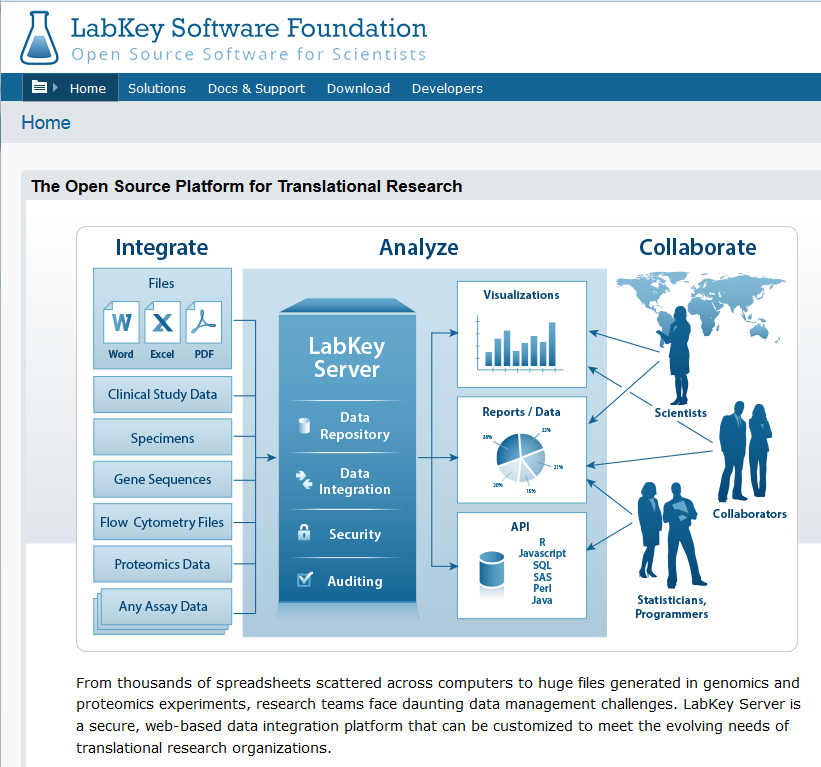 LabKey Software Foundation
Open Source Software for Scientists
Home Solutions Docs & Support Download Developers
Home
The Open Source Platform for Translational Research
Integrate
Files
W X
Word Excel PDF
Clinical Study Data
Specimens
Gene Sequences
Flow Cytometry Files
Proteomics Data
Any Assay Data
Analyze
LabKey
Server
Data
Repository
Data
Integration
Security
Auditing
Visualizations
Reports / Data
22%
21%
20%
API
R
Javascript
SQL
SAS
Perl
Java
Collaborate
Scientists
Collaborators
Statisticians,
Programmers
From thousands of spreadsheets scattered across computers to huge files generated in genomics and
proteomics experiments, research teams face daunting data management challenges. LabKey Server is
a secure, web-based data integration platform that can be customized to meet the evolving needs of
translational research organizations.